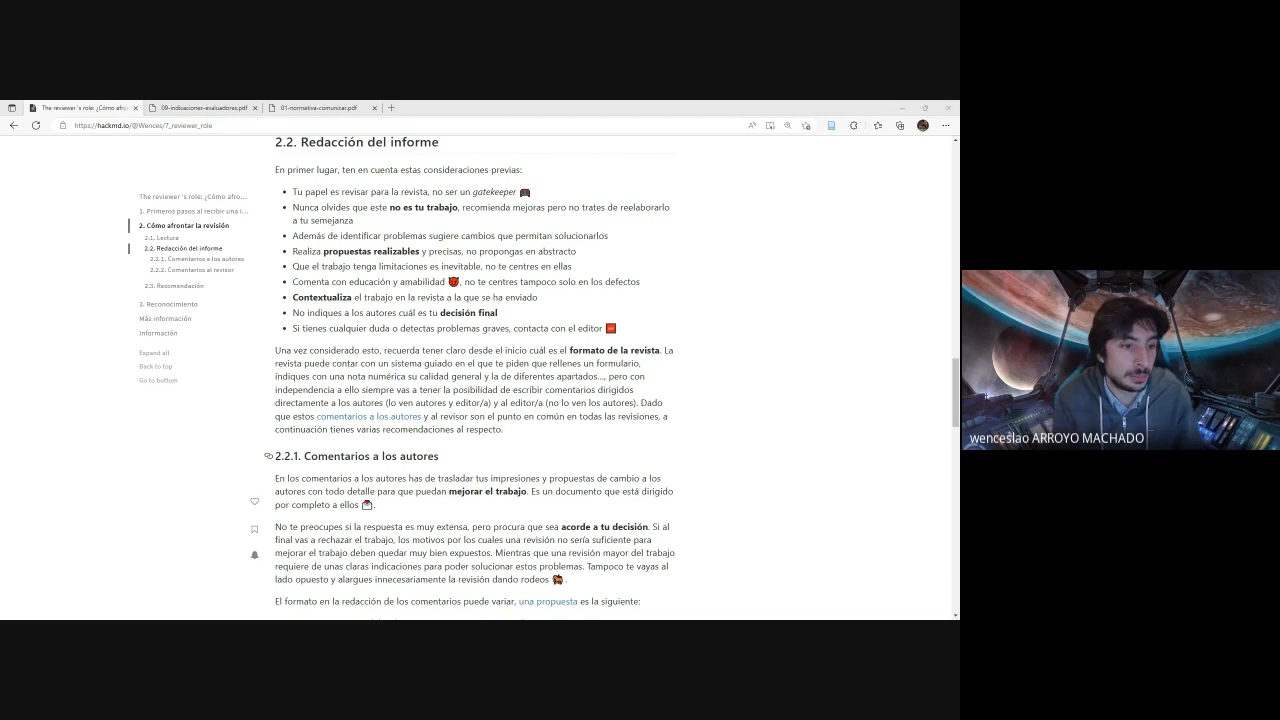 The reviewer 's role: ¿Cómo afro
09-indicaciones-evaluadores.pdf
01-normativa-comunicar.pdf
https://hackmd.io/@Wences/7_reviewer_role
The reviewer 's role: ¿Cómo afro...
1. Primeros pasos al recibir una i...
2. Cómo afrontar la revisión
2.1. Lectura
2.2. Redacción del informe
2.2.1. Comentarios a los autores
2.2.2. Comentarios al revisor
2.3. Recomendación
3. Reconocimiento
Más información
Información
Expand all
Back to top
Go to bottom
2.2. Redacción del informe
En primer lugar, ten en cuenta estas consideraciones previas:
• Tu papel es revisar para la revista, no ser un gatekeeper
• Nunca olvides que este no es tu trabajo, recomienda mejoras pero no trates de reelaborarlo
a tu semejanza
• Además de identificar problemas sugiere cambios que permitan solucionarlos
• Realiza propuestas realizables y precisas, no propongas en abstracto
• Que el trabajo tenga limitaciones es inevitable, no te centres en ellas
• Comenta con educación y amabilidad 👹, no te centres tampoco solo en los defectos
• Contextualiza el trabajo en la revista a la que se ha enviado
• No indiques a los autores cuál es tu decisión final
• Si tienes cualquier duda o detectas problemas graves, contacta con el editor
Una vez considerado esto, recuerda tener claro desde el inicio cuál es el formato de la revista. La
revista puede contar con un sistema guiado en el que te piden que rellenes un formulario,
indiques con una nota numérica su calidad general y la de diferentes apartados..., pero con
independencia a ello siempre vas a tener la posibilidad de escribir comentarios dirigidos
directamente a los autores (lo ven autores y editor/a) y al editor/a (no lo ven los autores). Dado
que estos comentarios a los autores y al revisor son el punto en común en todas las revisiones, a
continuación tienes varias recomendaciones al respecto.
2.2.1. Comentarios a los autores
En los comentarios a los autores has de trasladar tus impresiones y propuestas de cambio a los
autores con todo detalle para que puedan mejorar el trabajo. Es un documento que está dirigido
por completo a ellos 📩.
No te preocupes si la respuesta es muy extensa, pero procura que sea acorde a tu decisión. Si al
final vas a rechazar el trabajo, los motivos por los cuales una revisión no sería suficiente para
mejorar el trabajo deben quedar muy bien expuestos. Mientras que una revisión mayor del trabajo
requiere de unas claras indicaciones para poder solucionar estos problemas. Tampoco te vayas al
lado opuesto y alargues innecesariamente la revisión dando rodeos .
El formato en la redacción de los comentarios puede variar, una propuesta es la siguiente:
wenceslao ARROYO MACHADO